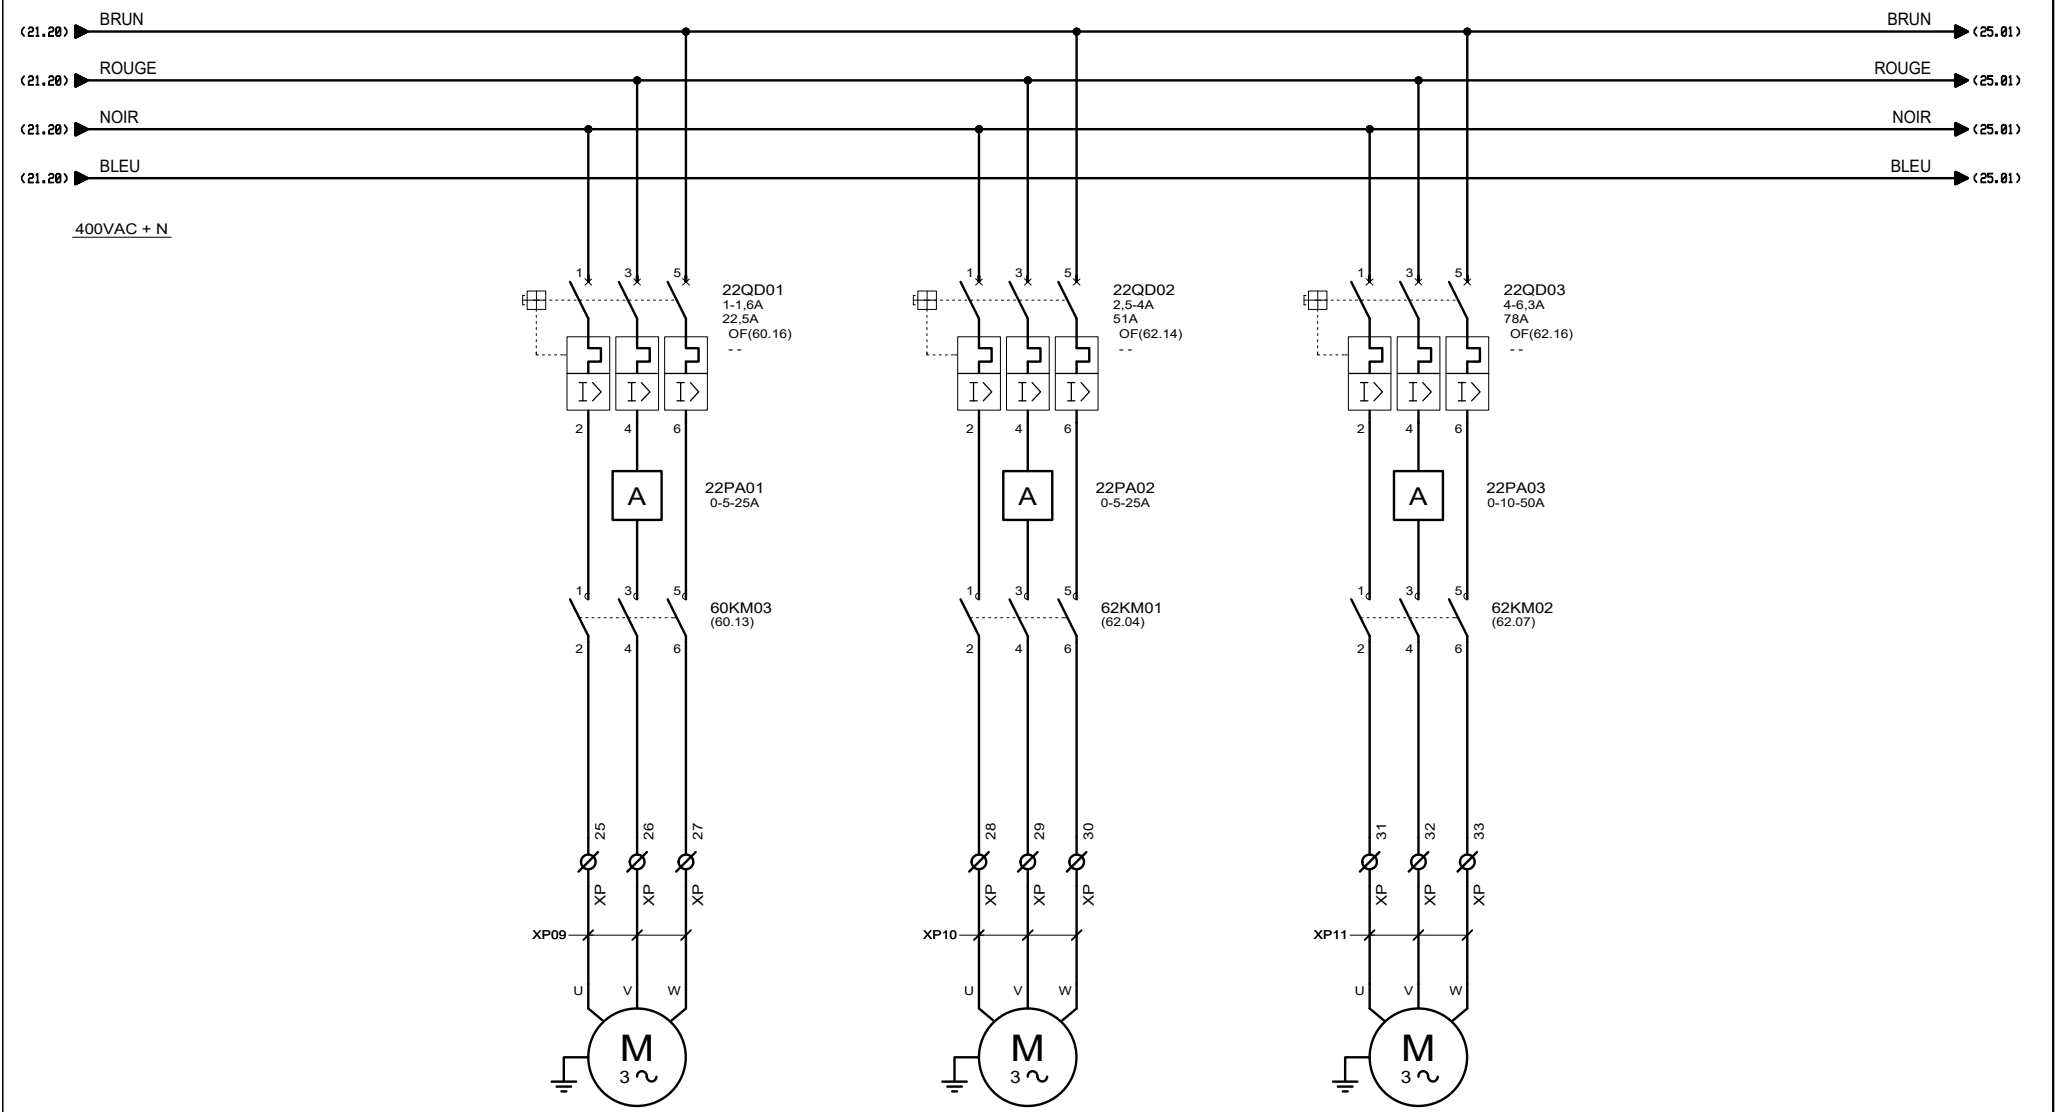 BRUN BRUN
(21.20) (25.01)
ROUGE ROUGE
(21.20) (25.01)
NOIR NOIR
(21.20) (25.01)
BLEU BLEU
(21.20) (25.01)
400VAC + N
1 3 5
22QD01
1-1,6A
22,5A
OF(60.16)
- -
I> I> I>
2 4 6
A
22PA01
0-5-25A
1 3 5
60KM03
(60.13)
2 4 6
25 26 27
XP XP XP
XP09
U V W
M
3 ~
1 3 5
22QD02
2,5-4A
51A
OF(62.14)
- -
I> I> I>
2 4 6
A
22PA02
0-5-25A
1 3 5
62KM01
(62.04)
2 4 6
28 29 30
XP XP XP
XP10
U V W
M
3 ~
1 3 5
22QD03
4-6,3A
78A
OF(62.16)
- -
I> I> I>
2 4 6
A
22PA03
0-10-50A
1 3 5
62KM02
(62.07)
2 4 6
31 32 33
XP XP XP
XP11
U V W
M
3 ~